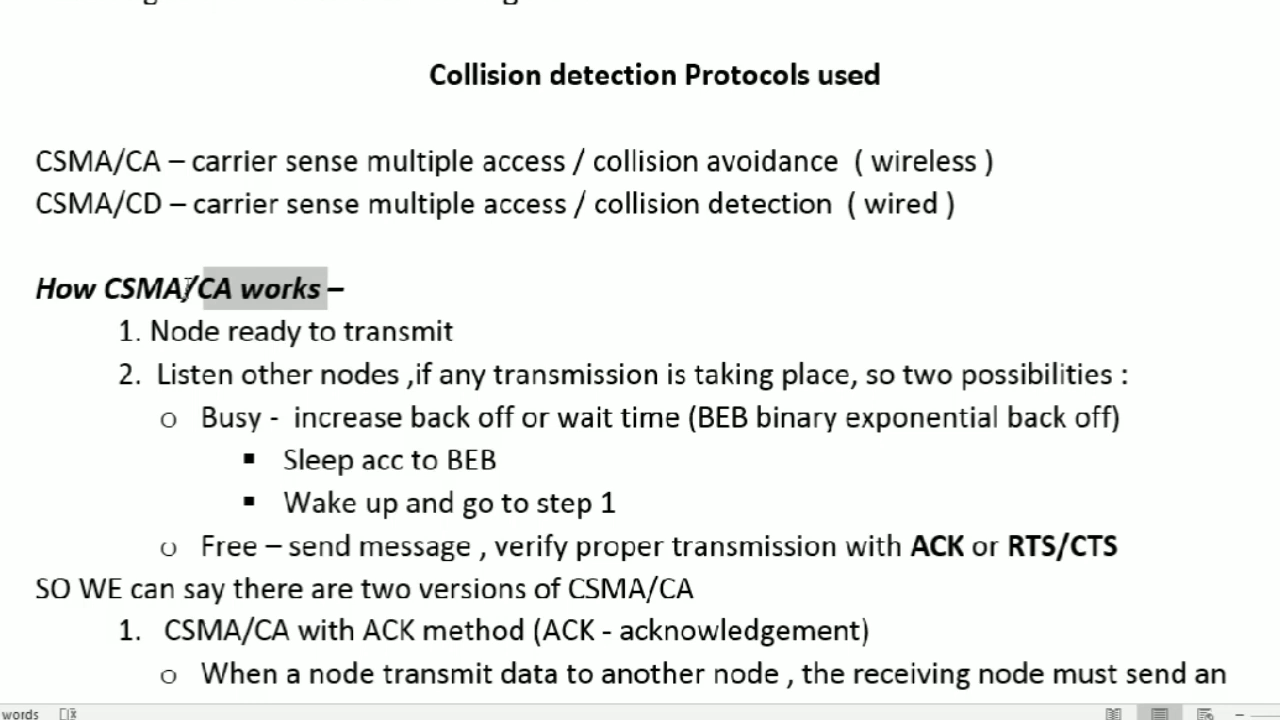 Collision detection Protocols used
CSMA/CA – carrier sense multiple access / collision avoidance ( wireless )
CSMA/CD – carrier sense multiple access / collision detection ( wired )
How CSMA/CA works –
1. Node ready to transmit
2. Listen other nodes ,if any transmission is taking place, so two possibilities :
o Busy - increase back off or wait time (BEB binary exponential back off)
▪ Sleep acc to BEB
▪ Wake up and go to step 1
o Free – send message , verify proper transmission with ACK or RTS/CTS
SO WE can say there are two versions of CSMA/CA
1. CSMA/CA with ACK method (ACK - acknowledgement)
o When a node transmit data to another node , the receiving node must send an
words